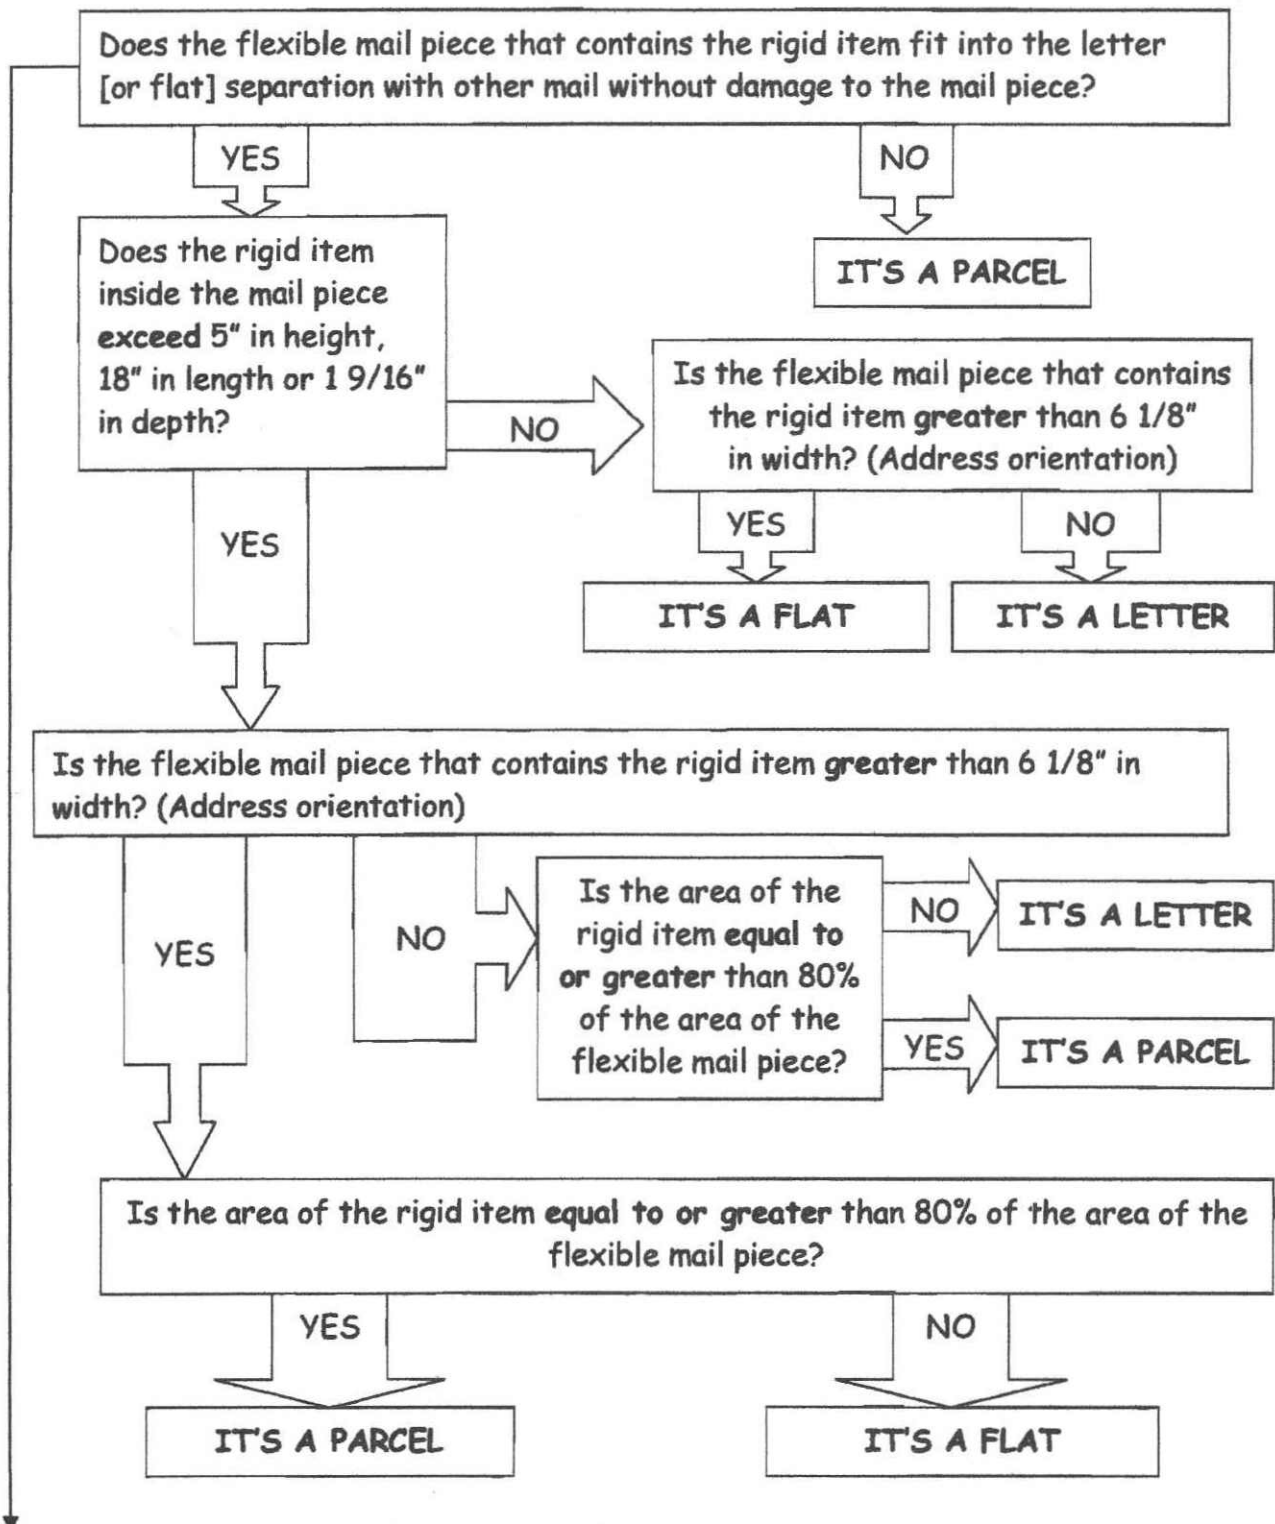 Does the flexible mail piece that contains the rigid item fit into the letter
[or flat] separation with other mail without damage to the mail piece?
YES
NO
IT'S A PARCEL
Does the rigid item
inside the mail piece
exceed 5" in height,
18" in length or 1 9/16"
in depth?
NO
Is the flexible mail piece that contains
the rigid item greater than 6 1/8"
in width? (Address orientation)
YES
YES
NO
IT'S A FLAT
IT'S A LETTER
Is the flexible mail piece that contains the rigid item greater than 6 1/8" in
width? (Address orientation)
YES
NO
Is the area of the
rigid item equal to
or greater than 80%
of the area of the
flexible mail piece?
NO
IT'S A LETTER
YES
IT'S A PARCEL
Is the area of the rigid item equal to or greater than 80% of the area of the
flexible mail piece?
YES
NO
IT'S A PARCEL
IT'S A FLAT